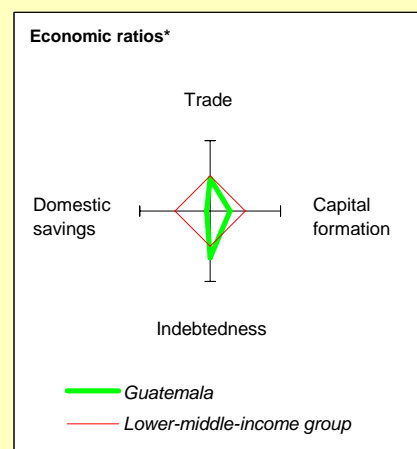 Economic ratios*
Trade
Domestic
savings
Capital
formation
Indebtedness
Guatemala
Lower-middle-income group